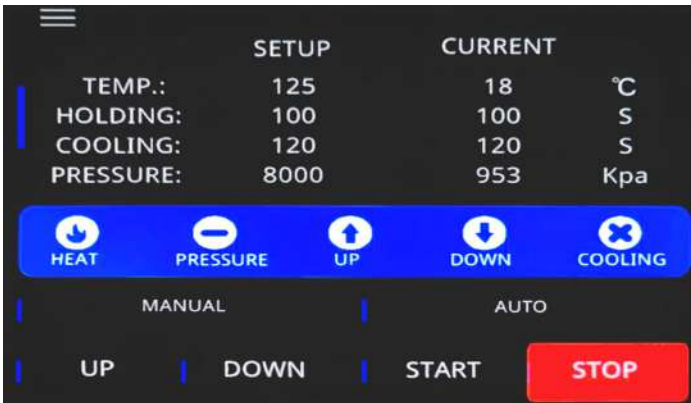 SETUP CURRENT
TEMP.: 125 18 ℃
HOLDING: 100 100 S
COOLING: 120 120 S
PRESSURE: 8000 953 Kpa
HEAT PRESSURE UP DOWN COOLING
MANUAL AUTO
UP DOWN START STOP